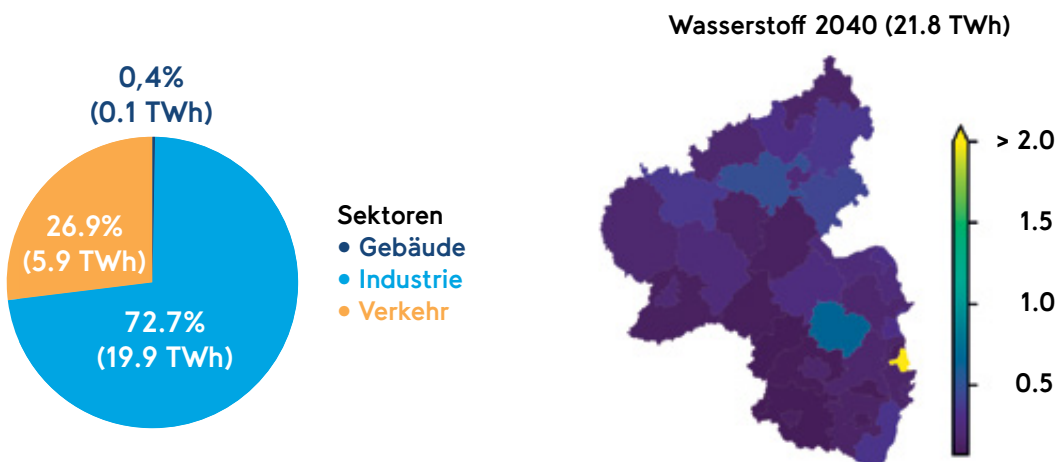 Wasserstoff 2040 (21.8 TWh)
0,4%
(0.1 TWh)
26.9%
(5.9 TWh)
72.7%
(19.9 TWh)
Sektoren
• Gebäude
• Industrie
• Verkehr
> 2.0
1.5
1.0
0.5